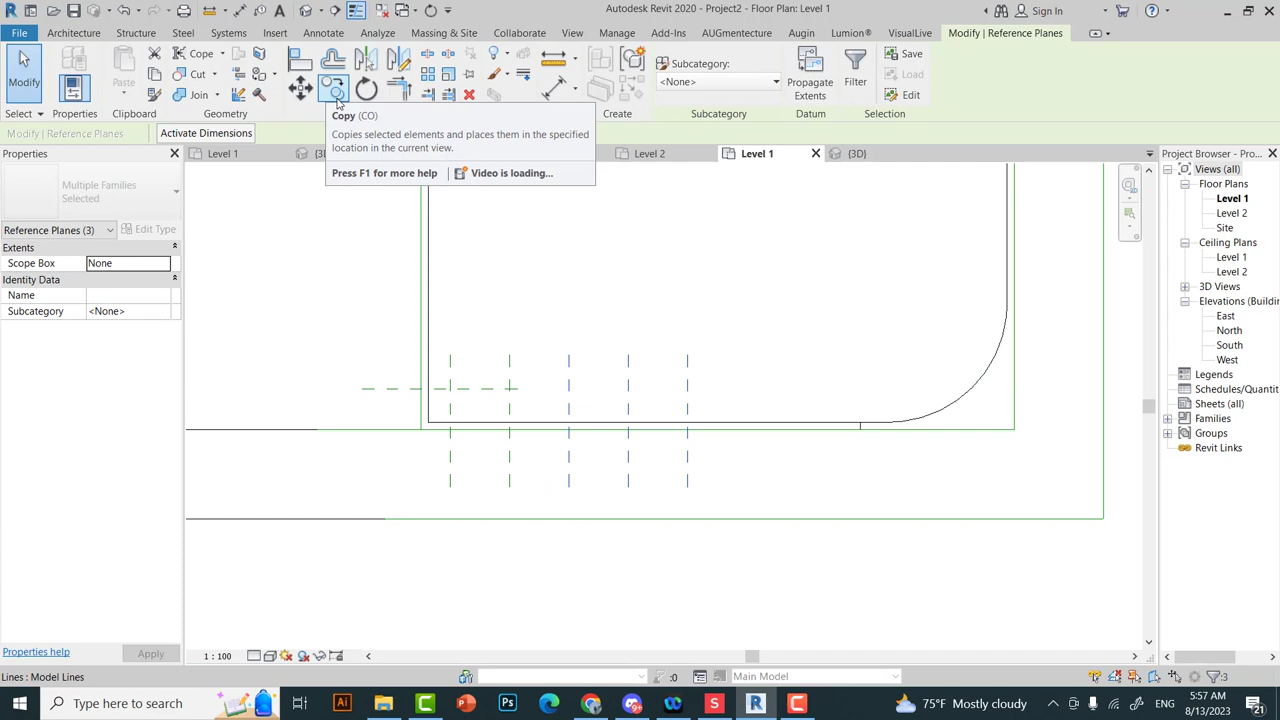 Autodesk Revit 2020 - Project2 - Floor Plan: Level 1
Sign In
File
Architecture
Structure
Steel
Systems
Insert
Annotate
Analyze
Massing & Site
Collaborate
View
Manage
Add-Ins
AUGmentecture
Augin
Lumion®
VisualLive
Modify | Reference Planes
Modify
Paste
Cope
Cut
Join
Subcategory:
<None>
Propagate
Extents
Filter
Save
Load
Edit
Select
Properties
Clipboard
Geometry
Create
Subcategory
Selection
Modify | Reference Planes
Activate Dimensions
Copy (CO)
Copies selected elements and places them in the specified
location in the current view.
Press F1 for more help
Video is loading...
Properties
Level 1
Level 2
Level 1
{3D}
Project Browser - P...
Multiple Families
Selected
Reference Planes (3)
Edit Type
Extents
Scope Box
None
Identity Data
Name
Subcategory
<None>
Properties help
Apply
Views (all)
Floor Plans
Level 1
Level 2
Site
Ceiling Plans
Level 1
Level 2
3D Views
Elevations (Buildin
East
North
South
West
Legends
Schedules/Quantit
Sheets (all)
Families
Groups
Revit Links
1 : 100
Lines : Model Lines
:0
Main Model
:3
Type here to search
75°F Mostly cloudy
5:57 AM
8/13/2023